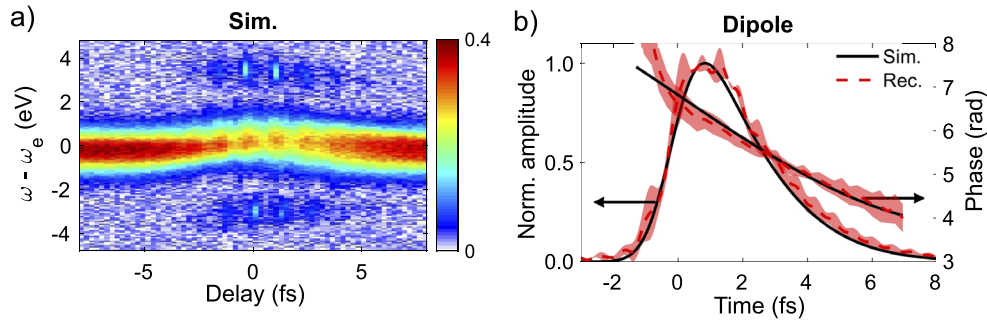 a)
Sim.
0.4
4
2
0
-2
-4
ω - ωe (eV)
0
-5
0
5
Delay (fs)
b)
Dipole
1.0
0.5
0.0
Norm. amplitude
Sim.
Rec.
8
7
6
5
4
3
Phase (rad)
-2
0
2
4
6
8
Time (fs)